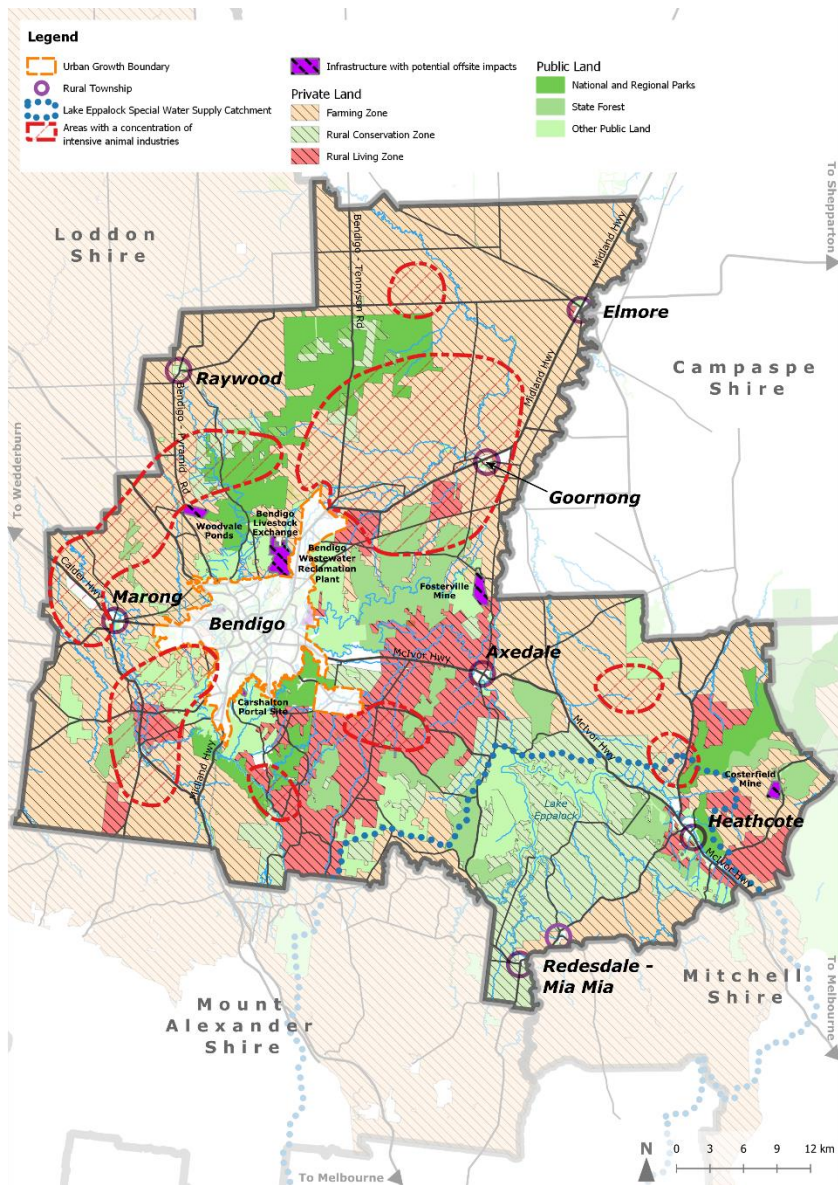 Legend
Urban Growth Boundary
Rural Township
Lake Eppalock Special Water Supply Catchment
Areas with a concentration of
intensive animal industries
Infrastructure with potential offsite impacts
Private Land
Farming Zone
Rural Conservation Zone
Rural Living Zone
Public Land
National and Regional Parks
State Forest
Other Public Land
To Shepparton
Loddon
Shire
Bendigo - Tennyson Rd
Midland Hwy
Elmore
Raywood
Campaspe
Shire
Midland Hwy
Bendigo - Pyramid Rd
To Wedderburn
Goornong
Woodvale
Ponds
Bendigo
Livestock
Exchange
Bendigo
Wastewater
Reclamation
Plant
Calder Hwy
Fosterville
Mine
Marong
Bendigo
Axedale
McIvor Hwy
Carshalton
Portal Site
McIvor Hwy
Midland Hwy
Costerfield
Mine
Lake
Eppalock
Heathcote
McIvor Hwy
Redesdale -
Mia Mia
Mitchell
Shire
To Melbourne
Mount
Alexander
Shire
N
0 3 6 9 12 km
To Melbourne